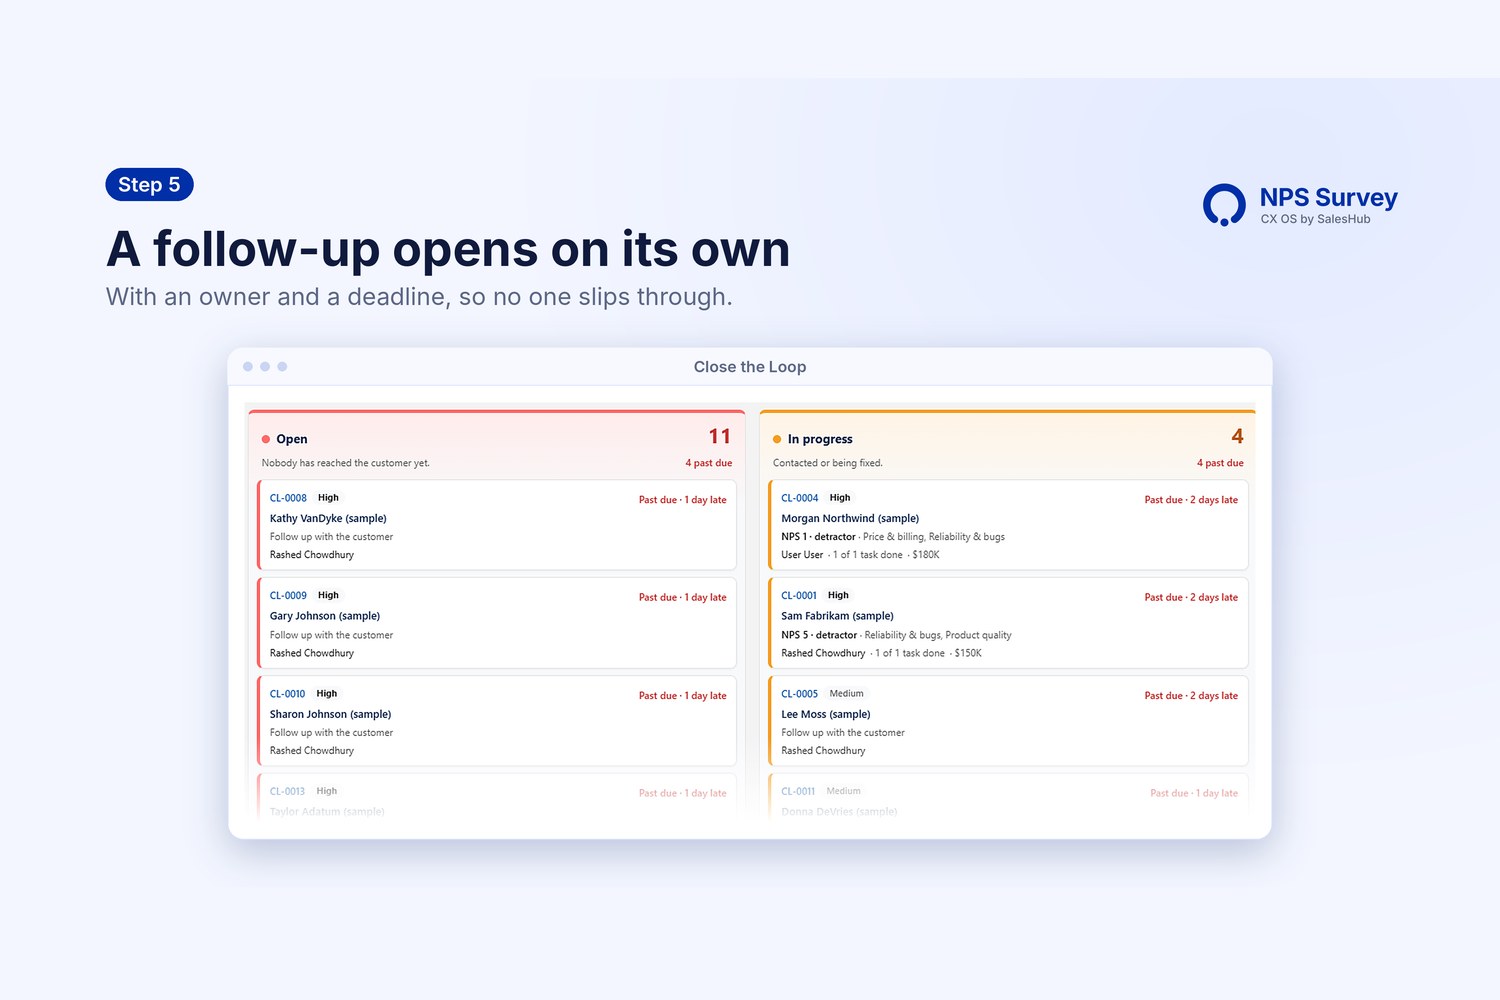 Step 5
A follow-up opens on its own
With an owner and a deadline, so no one slips through.
NPS Survey
CX OS by SalesHub
Close the Loop
Open
11
Nobody has reached the customer yet.
4 past due
CL-0008 High
Past due · 1 day late
Kathy VanDyke (sample)
Follow up with the customer
Rashed Chowdhury
CL-0009 High
Past due · 1 day late
Gary Johnson (sample)
Follow up with the customer
Rashed Chowdhury
CL-0010 High
Past due · 1 day late
Sharon Johnson (sample)
Follow up with the customer
Rashed Chowdhury
CL-0013 High
Past due · 1 day late
Taylor Adatum (sample)
In progress
4
Contacted or being fixed.
4 past due
CL-0004 High
Past due · 2 days late
Morgan Northwind (sample)
NPS 1 · detractor · Price & billing, Reliability & bugs
User User · 1 of 1 task done · $180K
CL-0001 High
Past due · 2 days late
Sam Fabrikam (sample)
NPS 5 · detractor · Reliability & bugs, Product quality
Rashed Chowdhury · 1 of 1 task done · $150K
CL-0005 Medium
Past due · 2 days late
Lee Moss (sample)
Follow up with the customer
Rashed Chowdhury
CL-0011 Medium
Past due · 1 day late
Donna DeVries (sample)